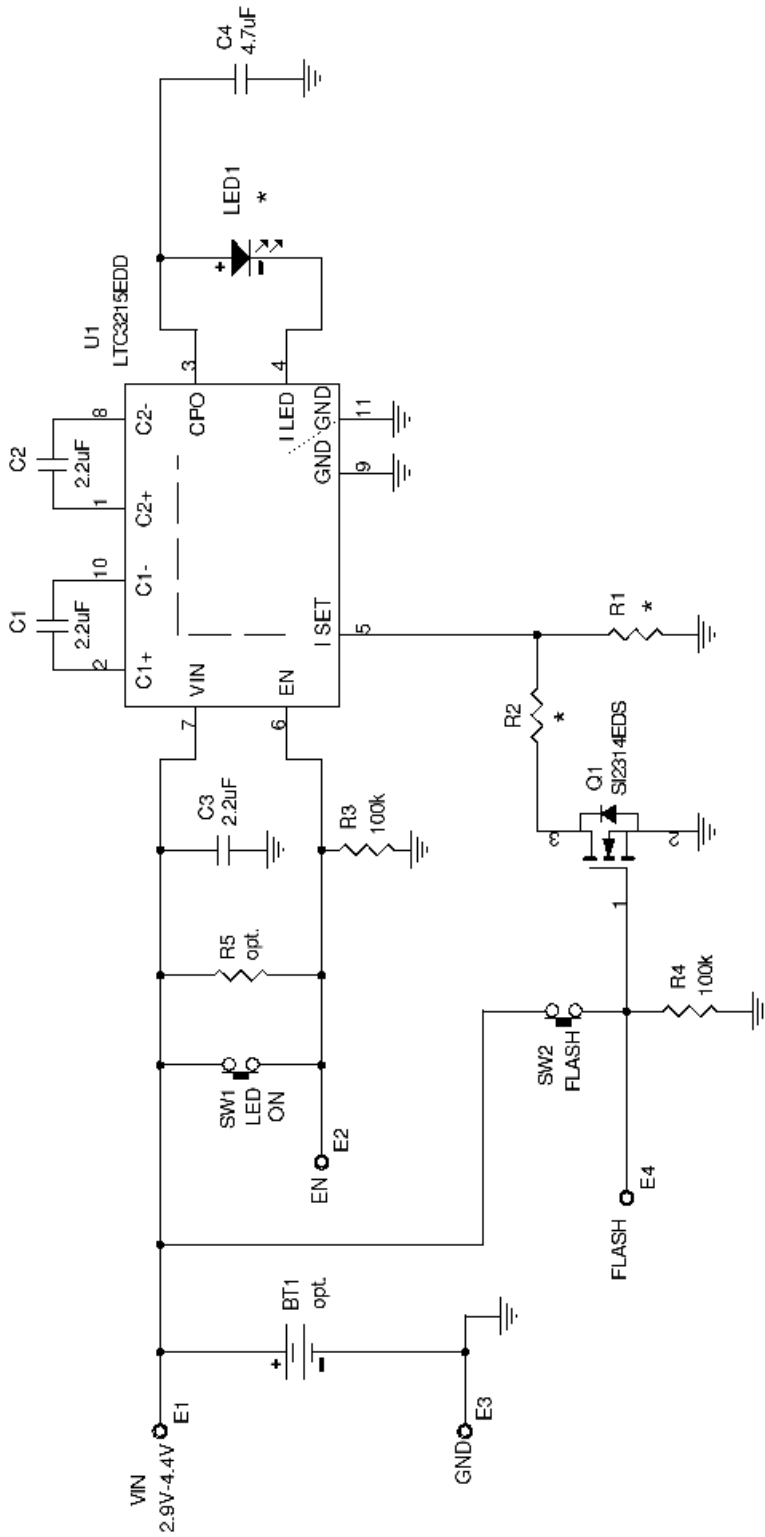 VIN
2.9V-4.4V
E1
GND
E3
BT1
opt.
+
-
EN
E2
SW1
LED
ON
R5
opt.
C3
2.2uF
R3
100k
FLASH
E4
SW2
FLASH
R4
100k
Q1
SI2314EDS
1
2
3
R2
*
R1
*
C1
2.2uF
C2
2.2uF
2
10
1
8
U1
LTC3215EDD
C1+
C1-
C2+
C2-
VIN
7
EN
6
CPO
3
I LED
4
I SET
5
GND
9
GND
11
LED1
*
+
-
C4
4.7uF